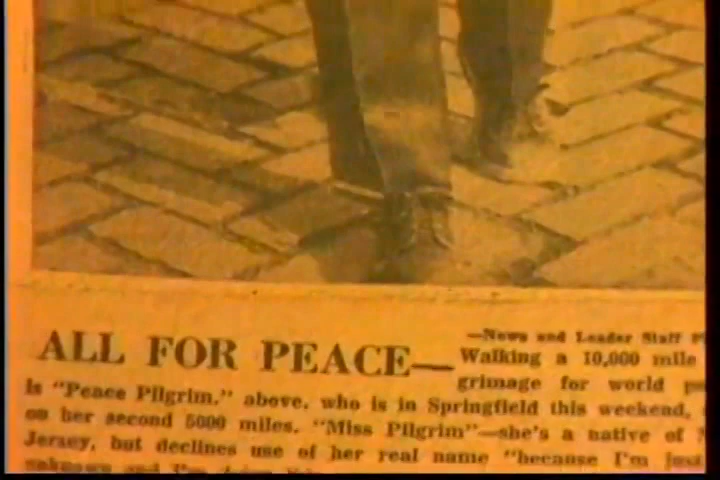 —News and Leader Staff
ALL FOR PEACE—Walking a 10,000 mile
grimage for world
is "Peace Pilgrim," above, who is in Springfield this weekend,
on her second 5000 miles. "Miss Pilgrim"—she's a native of
Jersey, but declines use of her real name "because I'm just
unknown and I'm